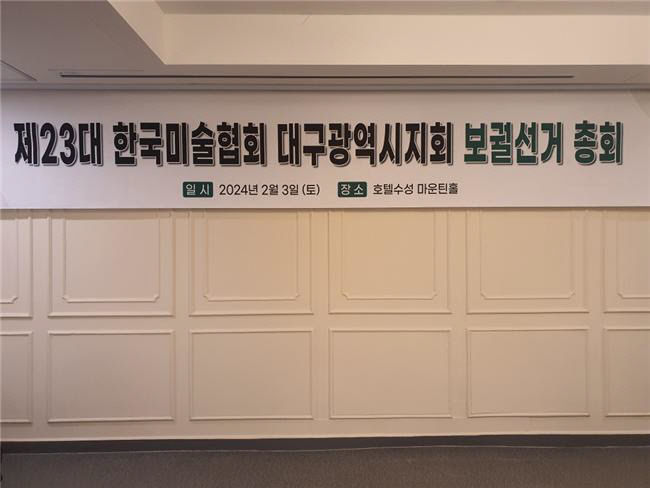 제23대 한국미술협회 대구광역시지회 보궐선거 총회
일 시 2024년 2월 3일 (토) 장 소 호텔수성 마운틴홀